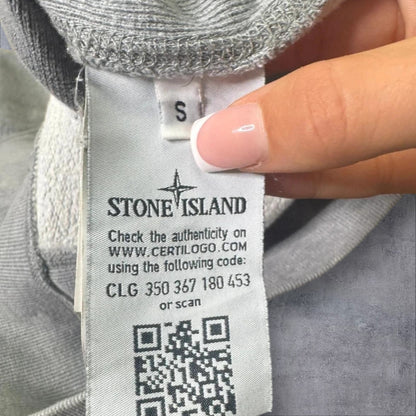 S
STONE ISLAND
Check the authenticity on
WWW.CERTILOGO.COM
using the following code:
CLG 350 367 180 453
or scan